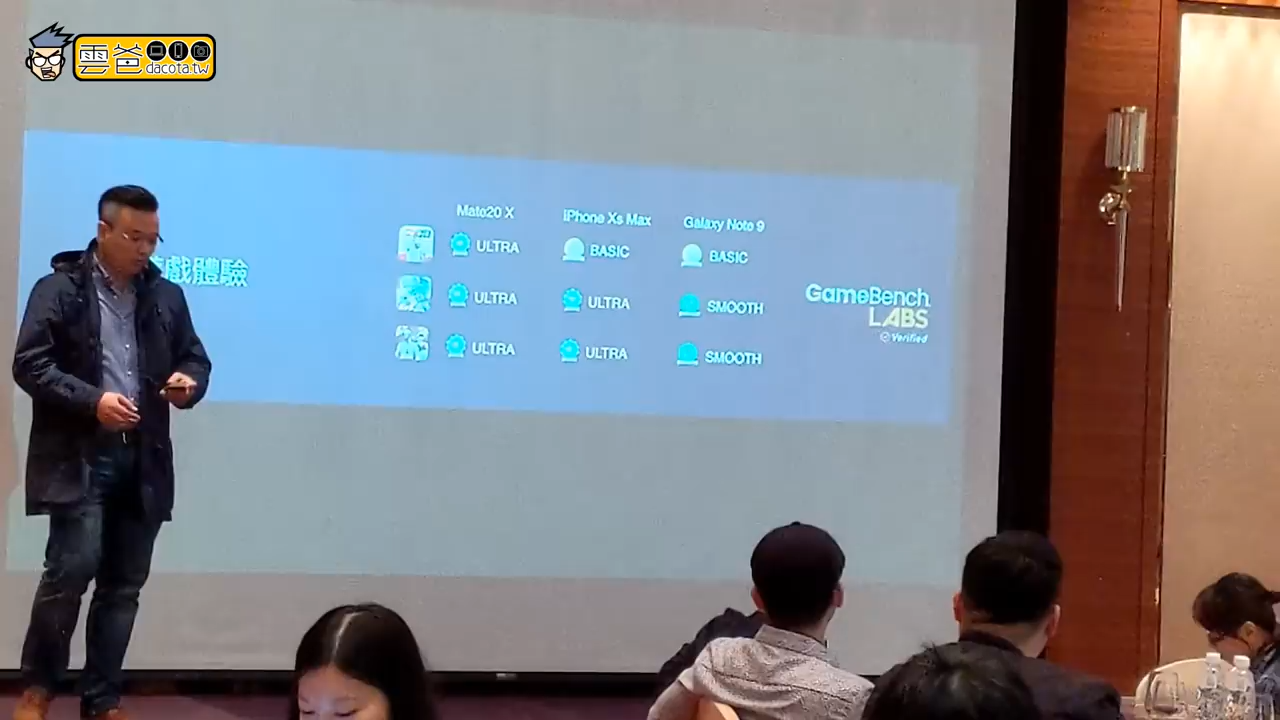 雲爸
dacota.tw
戲體驗
Mate20 X
iPhone Xs Max
Galaxy Note 9
ULTRA
BASIC
BASIC
ULTRA
ULTRA
SMOOTH
ULTRA
ULTRA
SMOOTH
GameBench
LABS
Verified